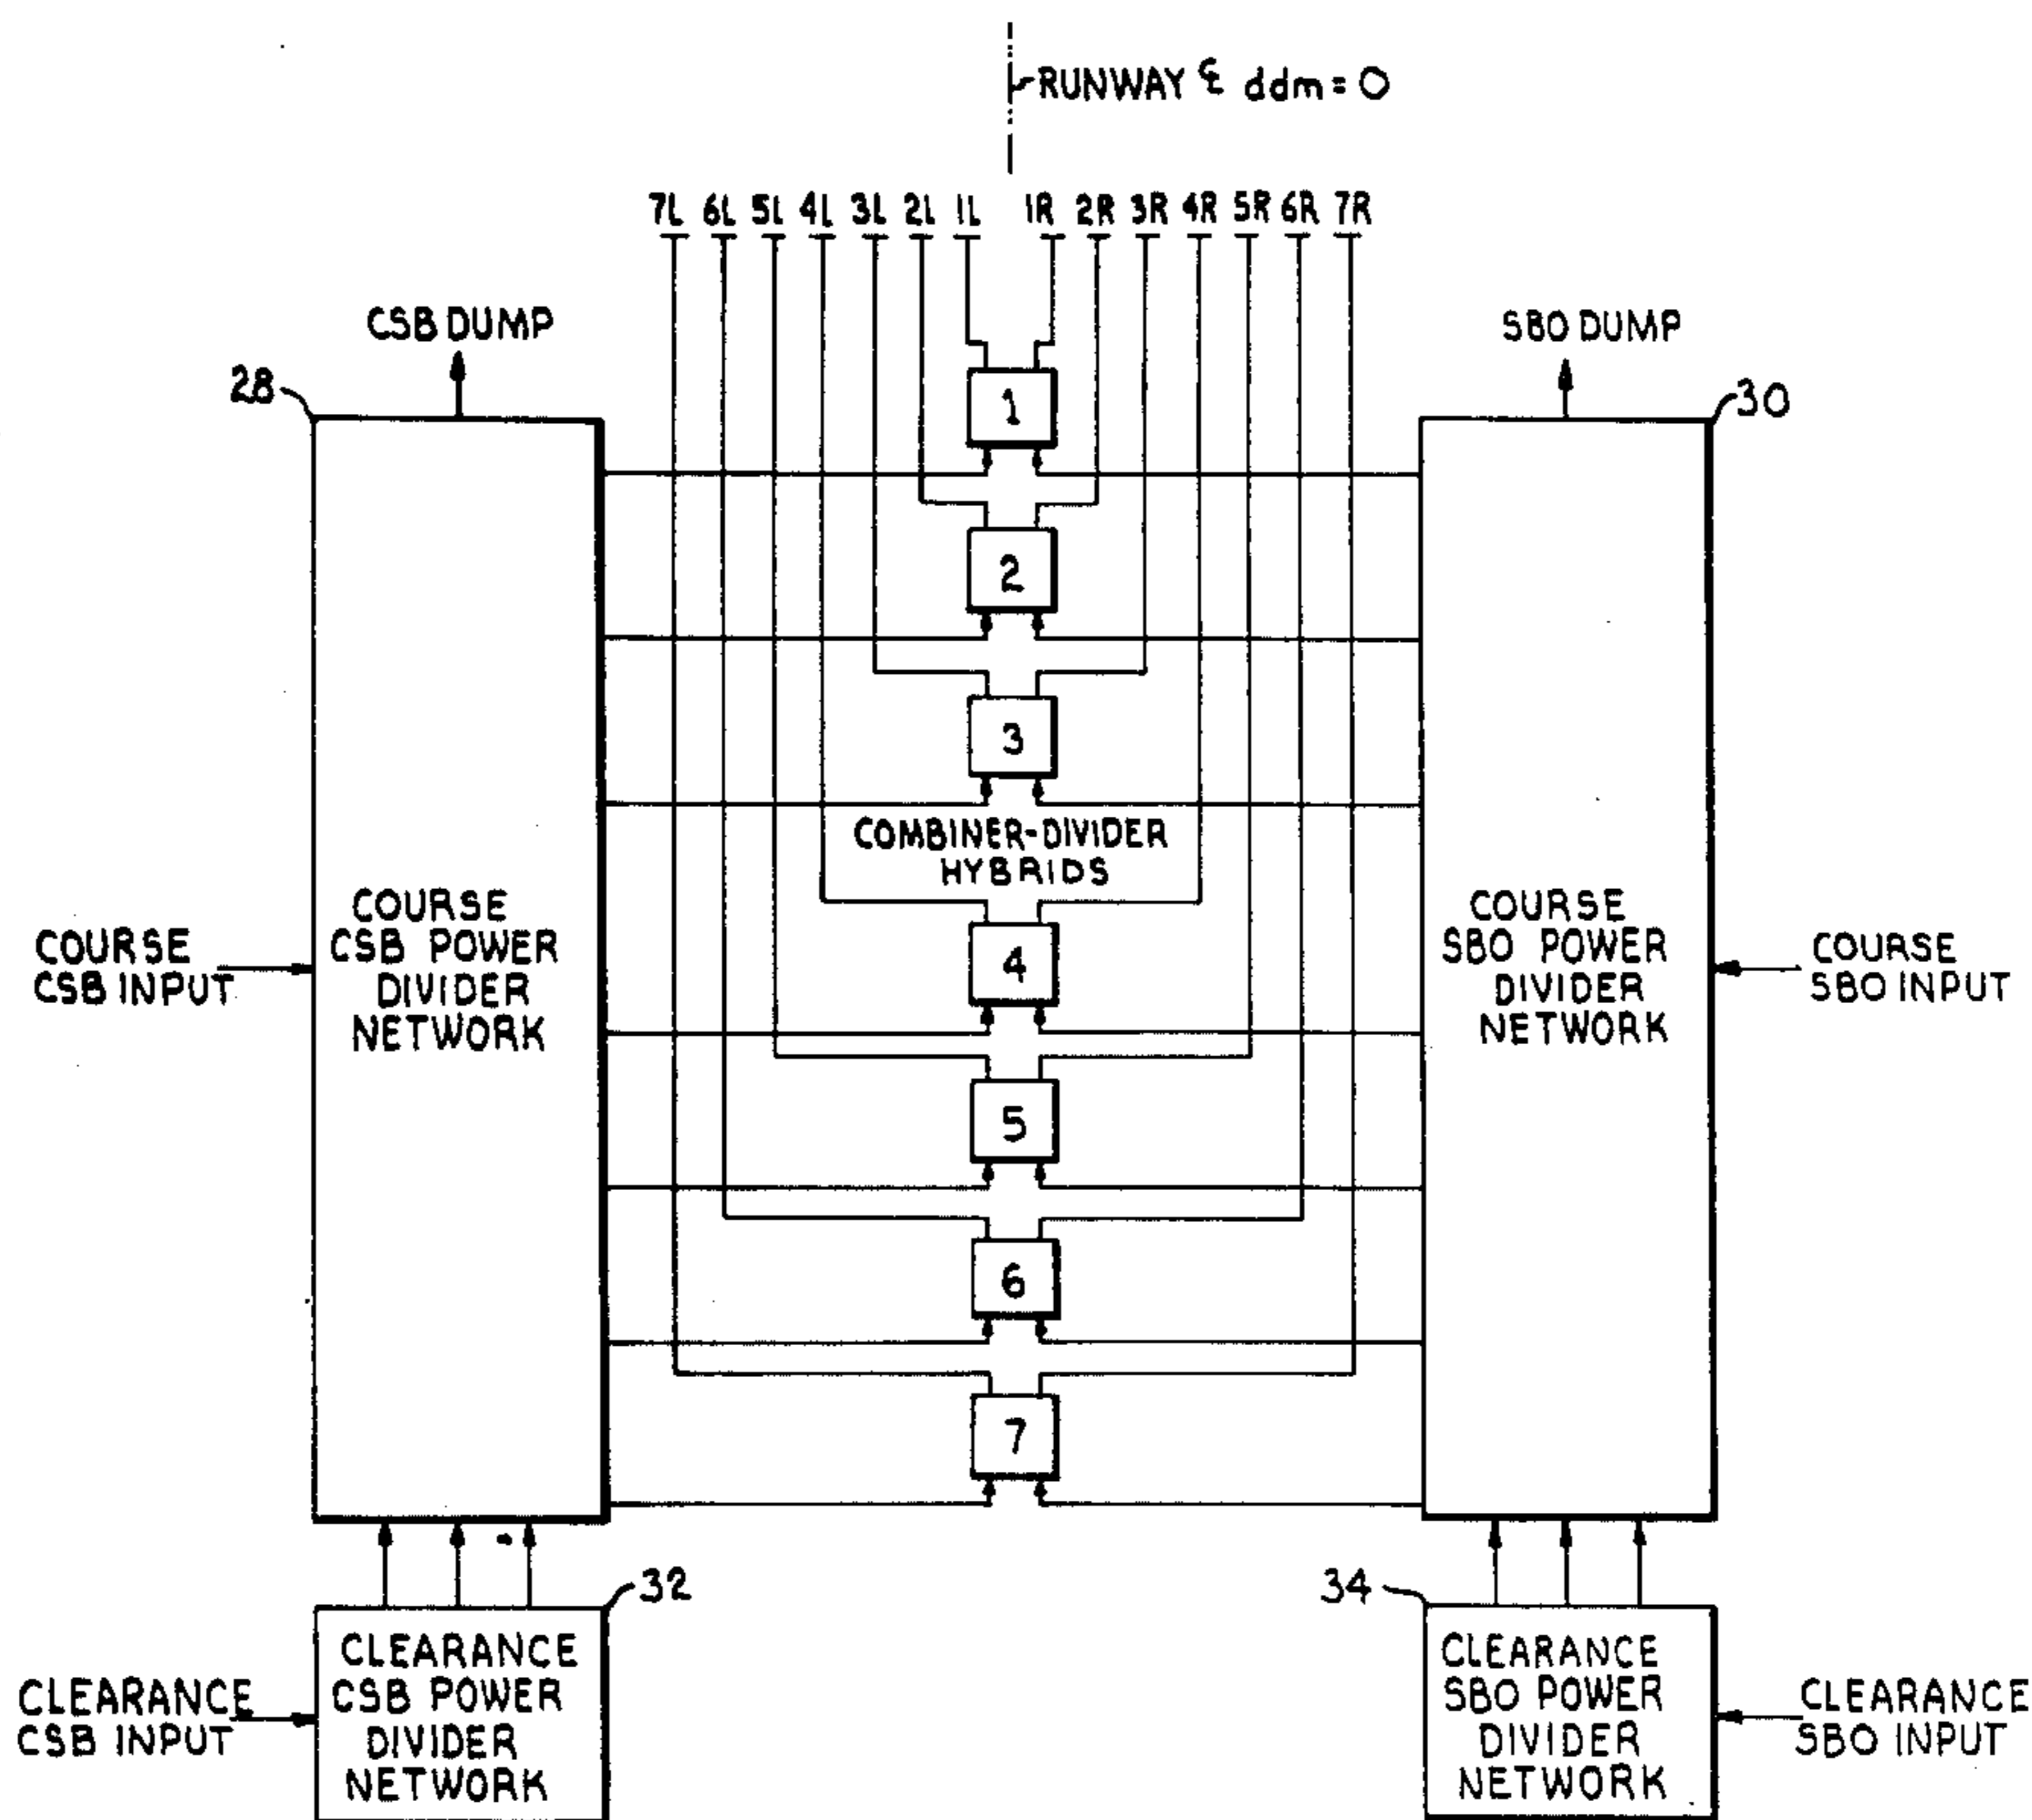 RUNWAY ℄ ddm = 0
7L 6L 5L 4L 3L 2L 1L 1R 2R 3R 4R 5R 6R 7R
CSB DUMP
SBO DUMP
28
30
1
2
3
COMBINER-DIVIDER
HYBRIDS
4
5
6
7
COURSE
CSB INPUT
COURSE
CSB POWER
DIVIDER
NETWORK
COURSE
SBO POWER
DIVIDER
NETWORK
COURSE
SBO INPUT
32
34
CLEARANCE
CSB INPUT
CLEARANCE
CSB POWER
DIVIDER
NETWORK
CLEARANCE
SBO POWER
DIVIDER
NETWORK
CLEARANCE
SBO INPUT